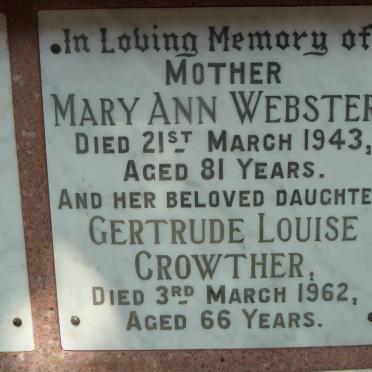 In Loving Memory of
MOTHER
MARY ANN WEBSTER
DIED 21ST MARCH 1943,
AGED 81 YEARS.
AND HER BELOVED DAUGHTE
GERTRUDE LOUISE
CROWTHER,
DIED 3RD MARCH 1962,
AGED 66 YEARS.